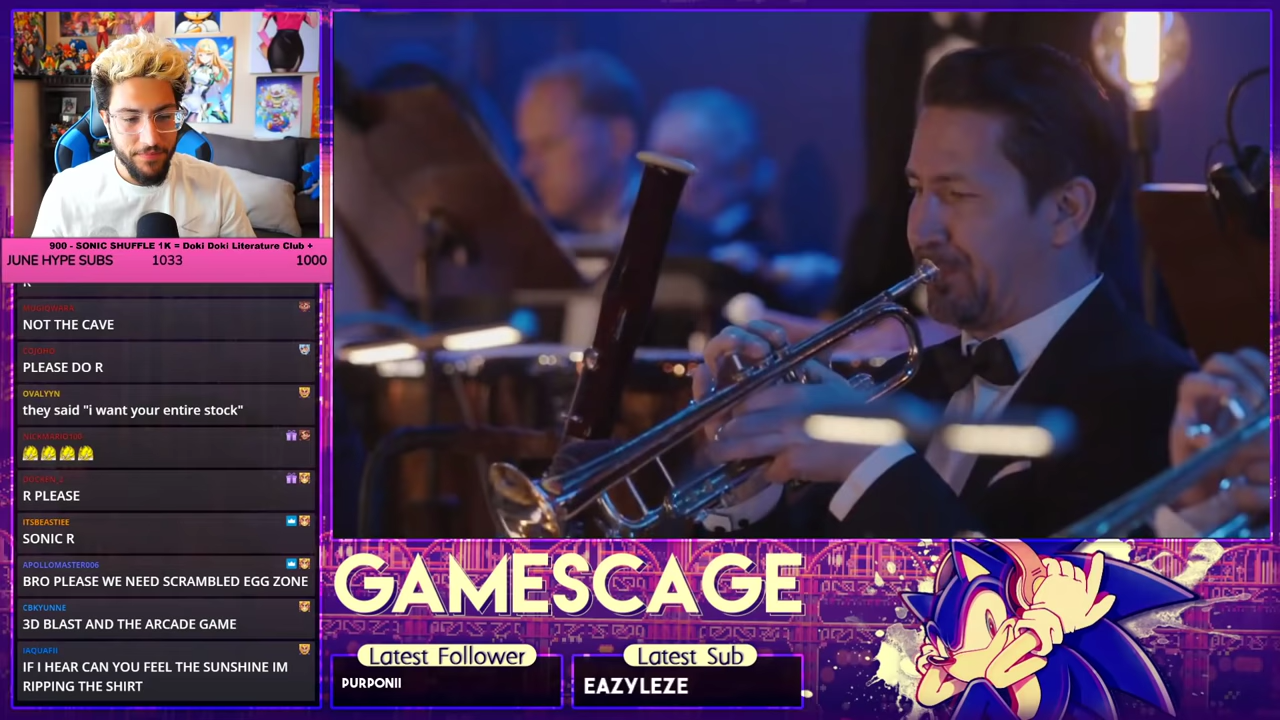 900 - SONIC SHUFFLE 1K = Doki Doki Literature Club +
JUNE HYPE SUBS 1033 1000
R
NOT THE CAVE
COJOHO
PLEASE DO R
OVALYYN
they said "i want your entire stock"
R PLEASE
ITSBEASTIEE
SONIC R
APOLLOMASTER006
BRO PLEASE WE NEED SCRAMBLED EGG ZONE
CBKYUNNE
3D BLAST AND THE ARCADE GAME
IAQUAFII
IF I HEAR CAN YOU FEEL THE SUNSHINE IM
RIPPING THE SHIRT
GAMESCAGE
Latest Follower
PURPONII
Latest Sub
EAZYLEZE